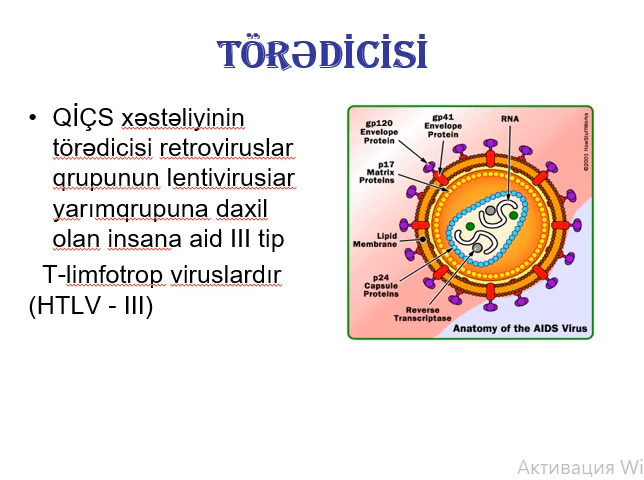 TÖRƏDİCİSİ
• QİÇS xəstəliyinin
törədicisi retroviruslar
qrupunun lentivirusiar
yarımqrupuna daxil
olan insana aid III tip
T-limfotrop viruslardır
(HTLV - III)
gp120
Envelope
Protein
gp41
Envelope
Protein
RNA
p17
Matrix
Proteins
Lipid
Membrane
p24
Capsule
Proteins
Reverse
Transcriptase
©2001 HowStuffWorks
Anatomy of the AIDS Virus
Активация Wi